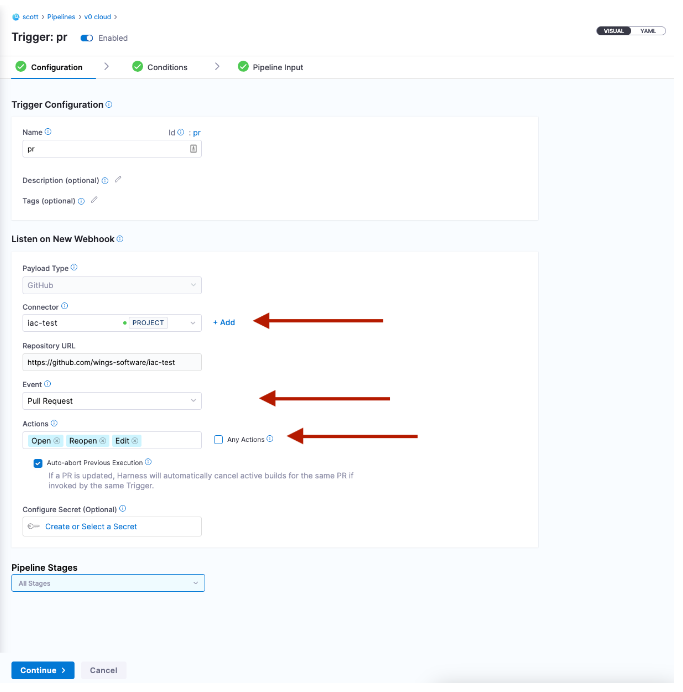 scott > Pipelines > v0 cloud >
Trigger: pr Enabled
VISUAL YAML
Configuration > Conditions > Pipeline Input
Trigger Configuration
Name Id : pr
pr
Description (optional)
Tags (optional)
Listen on New Webhook
Payload Type
GitHub
Connector
iac-test PROJECT + Add
Repository URL
https://github.com/wings-software/iac-test
Event
Pull Request
Actions
Open Reopen Edit Any Actions
Auto-abort Previous Execution
If a PR is updated, Harness will automatically cancel active builds for the same PR if
invoked by the same Trigger.
Configure Secret (Optional)
Create or Select a Secret
Pipeline Stages
All Stages
Continue > Cancel